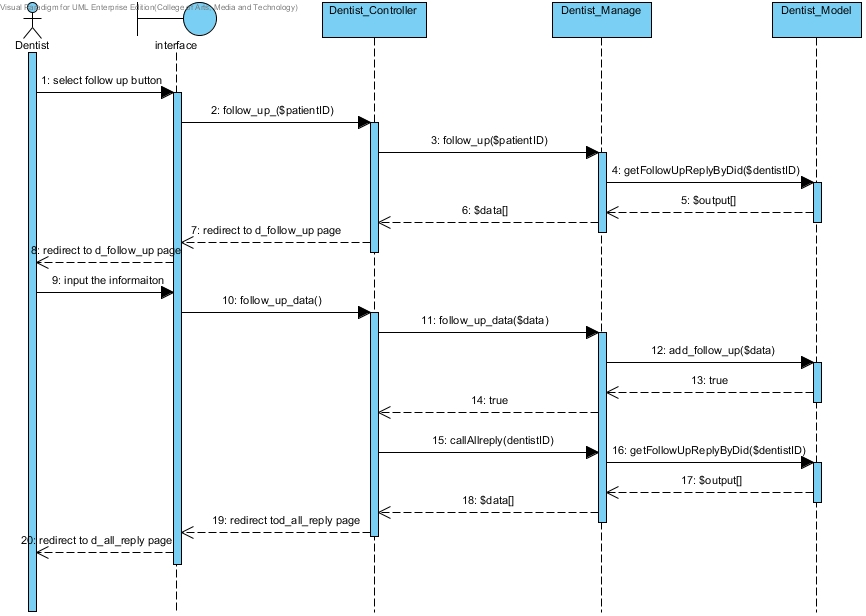 Visual Paradigm for UML Enterprise Edition(College of Arts, Media and Technology)
Dentist_Controller
Dentist_Manage
Dentist_Model
Dentist
interface
1: select follow up button
2: follow_up_($patientID)
3: follow_up($patientID)
4: getFollowUpReplyByDid($dentistID)
5: $output[]
6: $data[]
7: redirect to d_follow_up page
8: redirect to d_follow_up page
9: input the informaiton
10: follow_up_data()
11: follow_up_data($data)
12: add_follow_up($data)
13: true
14: true
15: callAllreply(dentistID)
16: getFollowUpReplyByDid($dentistID)
17: $output[]
18: $data[]
19: redirect tod_all_reply page
20: redirect to d_all_reply page